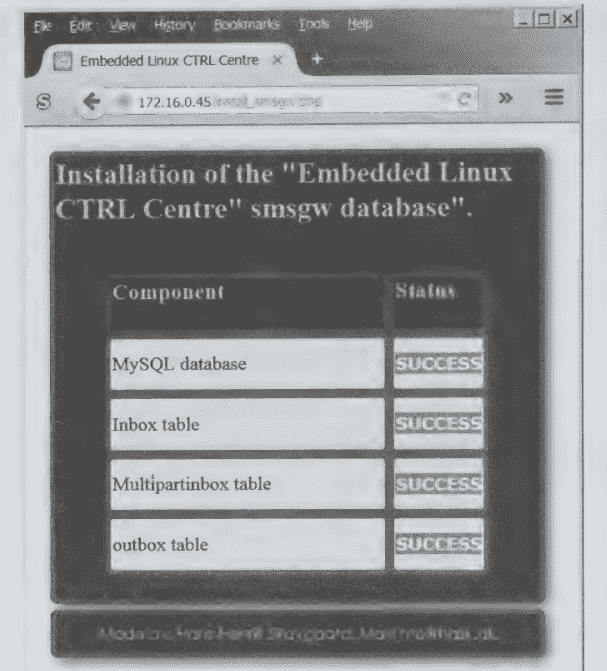 File Edit View History Bookmarks Tools Help
Embedded Linux CTRL Centre
172.16.0.45/install_smsgw.php
Installation of the "Embedded Linux
CTRL Centre" smsgw database".
Component Status
MySQL database SUCCESS
Inbox table SUCCESS
Multipartinbox table SUCCESS
outbox table SUCCESS